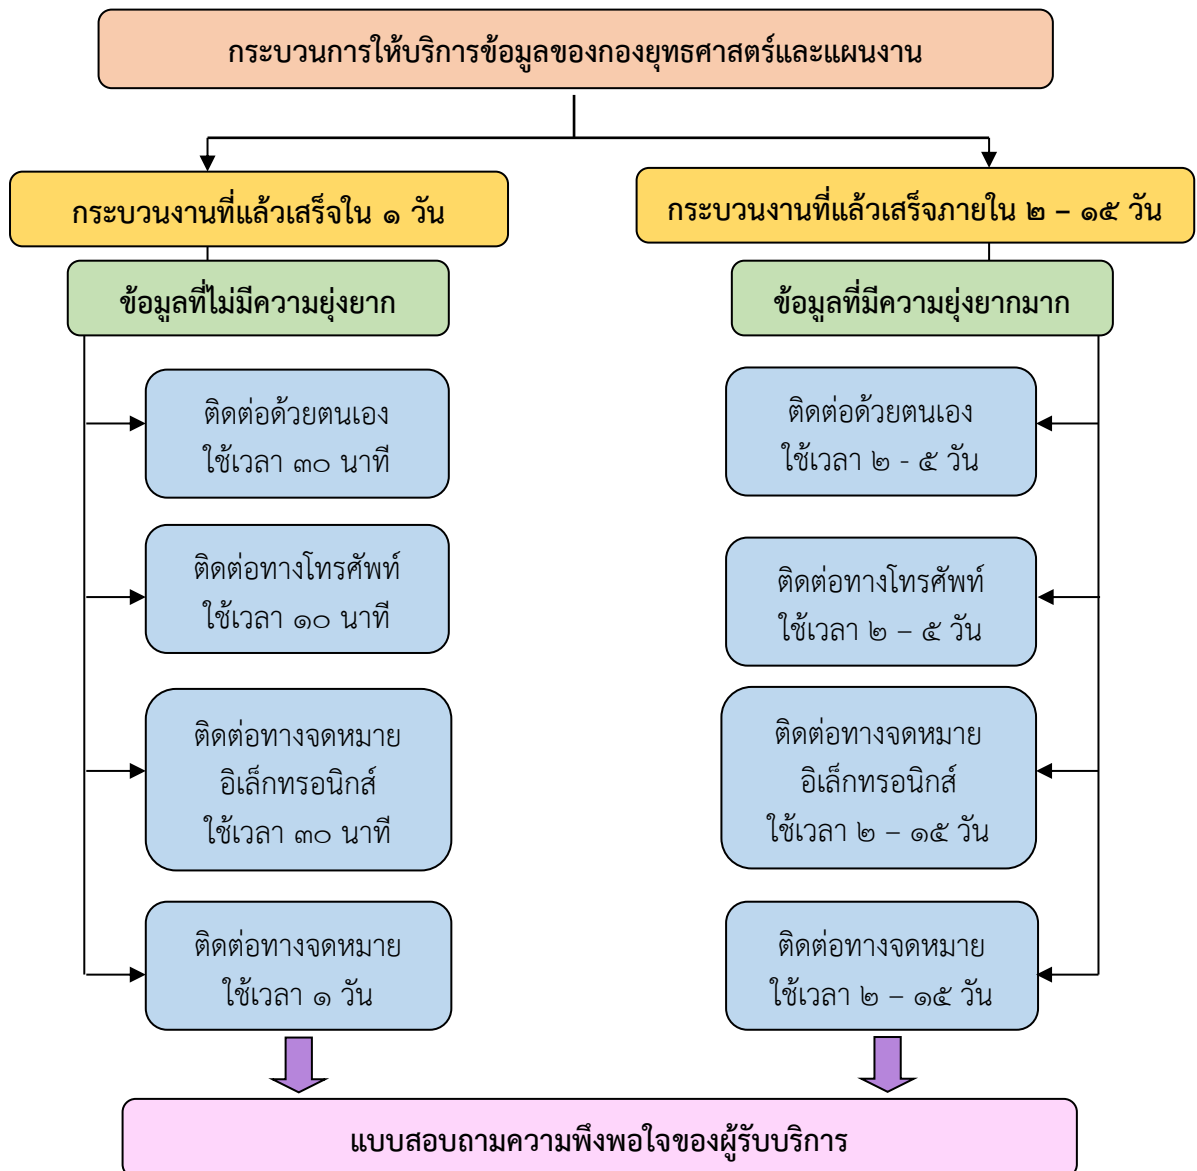 กระบวนการให้บริการข้อมูลของกองยุทธศาสตร์และแผนงาน
กระบวนงานที่แล้วเสร็จใน ๑ วัน
ข้อมูลที่ไม่มีความยุ่งยาก
ติดต่อด้วยตนเอง
ใช้เวลา ๓๐ นาที
ติดต่อทางโทรศัพท์
ใช้เวลา ๑๐ นาที
ติดต่อทางจดหมาย
อิเล็กทรอนิกส์
ใช้เวลา ๓๐ นาที
ติดต่อทางจดหมาย
ใช้เวลา ๑ วัน
กระบวนงานที่แล้วเสร็จภายใน ๒ – ๑๕ วัน
ข้อมูลที่มีความยุ่งยากมาก
ติดต่อด้วยตนเอง
ใช้เวลา ๒ - ๕ วัน
ติดต่อทางโทรศัพท์
ใช้เวลา ๒ – ๕ วัน
ติดต่อทางจดหมาย
อิเล็กทรอนิกส์
ใช้เวลา ๒ – ๑๕ วัน
ติดต่อทางจดหมาย
ใช้เวลา ๒ – ๑๕ วัน
แบบสอบถามความพึงพอใจของผู้รับบริการ